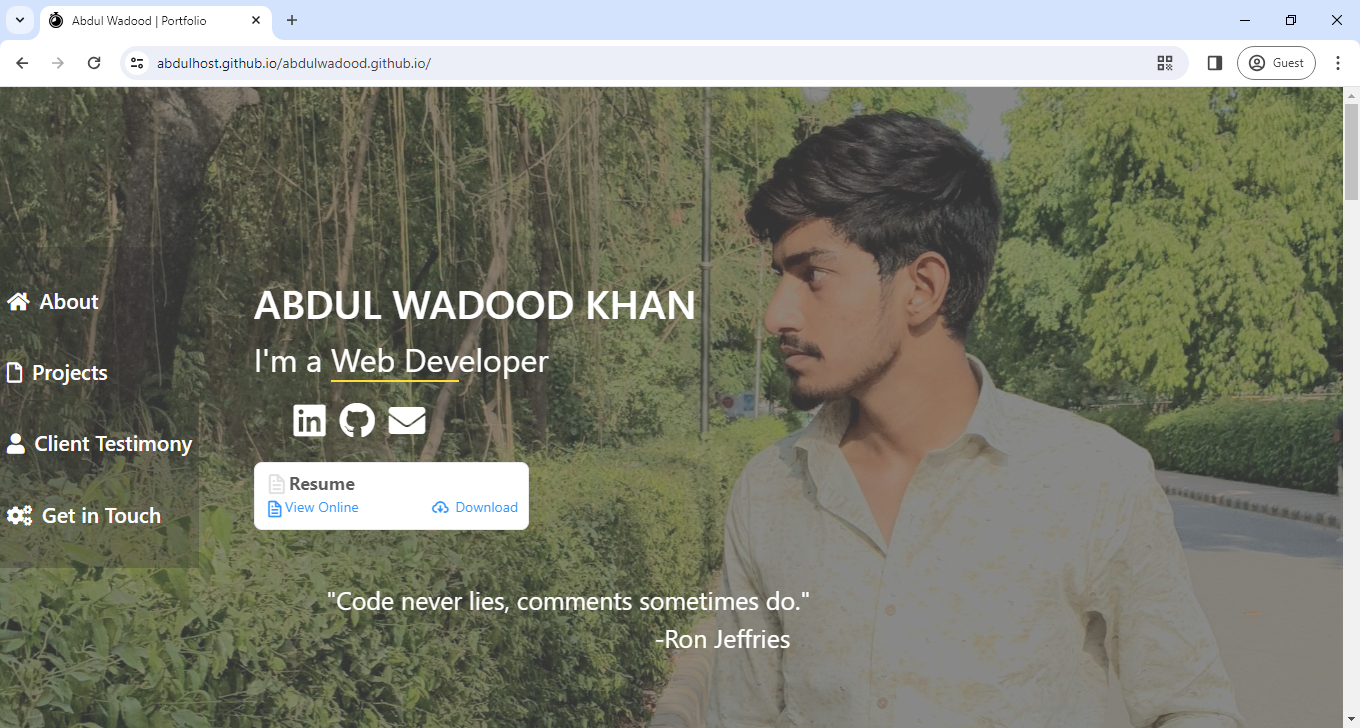 Abdul Wadood | Portfolio
abdulhost.github.io/abdulwadood.github.io/
Guest
About
Projects
Client Testimony
Get in Touch
ABDUL WADOOD KHAN
I'm a Web Developer
in
Resume
View Online Download
"Code never lies, comments sometimes do."
-Ron Jeffries